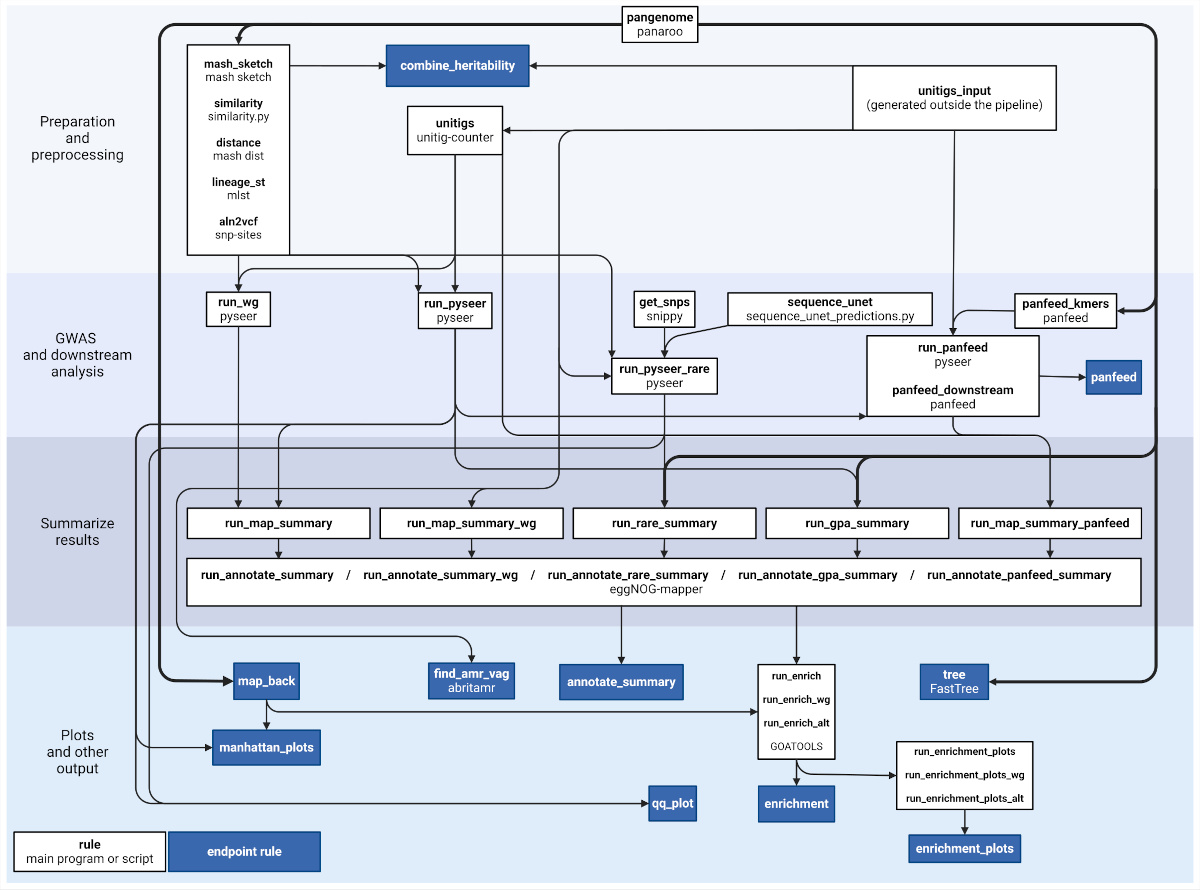 pangenome
panaroo
Preparation
and
preprocessing
mash_sketch
mash sketch
similarity
similarity.py
distance
mash dist
lineage_st
mlst
aln2vcf
snp-sites
combine_heritability
unitigs_input
(generated outside the pipeline)
unitigs
unitig-counter
GWAS
and downstream
analysis
run_wg
pyseer
run_pyseer
pyseer
get_snps
snippy
sequence_unet
sequence_unet_predictions.py
panfeed_kmers
panfeed
run_pyseer_rare
pyseer
run_panfeed
pyseer
panfeed_downstream
panfeed
panfeed
Summarize
results
run_map_summary
run_map_summary_wg
run_rare_summary
run_gpa_summary
run_map_summary_panfeed
run_annotate_summary / run_annotate_summary_wg / run_annotate_rare_summary / run_annotate_gpa_summary / run_annotate_panfeed_summary
eggNOG-mapper
Plots
and other
output
map_back
find_amr_vag
abritamr
annotate_summary
run_enrich
run_enrich_wg
run_enrich_alt
GOATOOLS
tree
FastTree
manhattan_plots
qq_plot
enrichment
run_enrichment_plots
run_enrichment_plots_wg
run_enrichment_plots_alt
enrichment_plots
rule
main program or script
endpoint rule